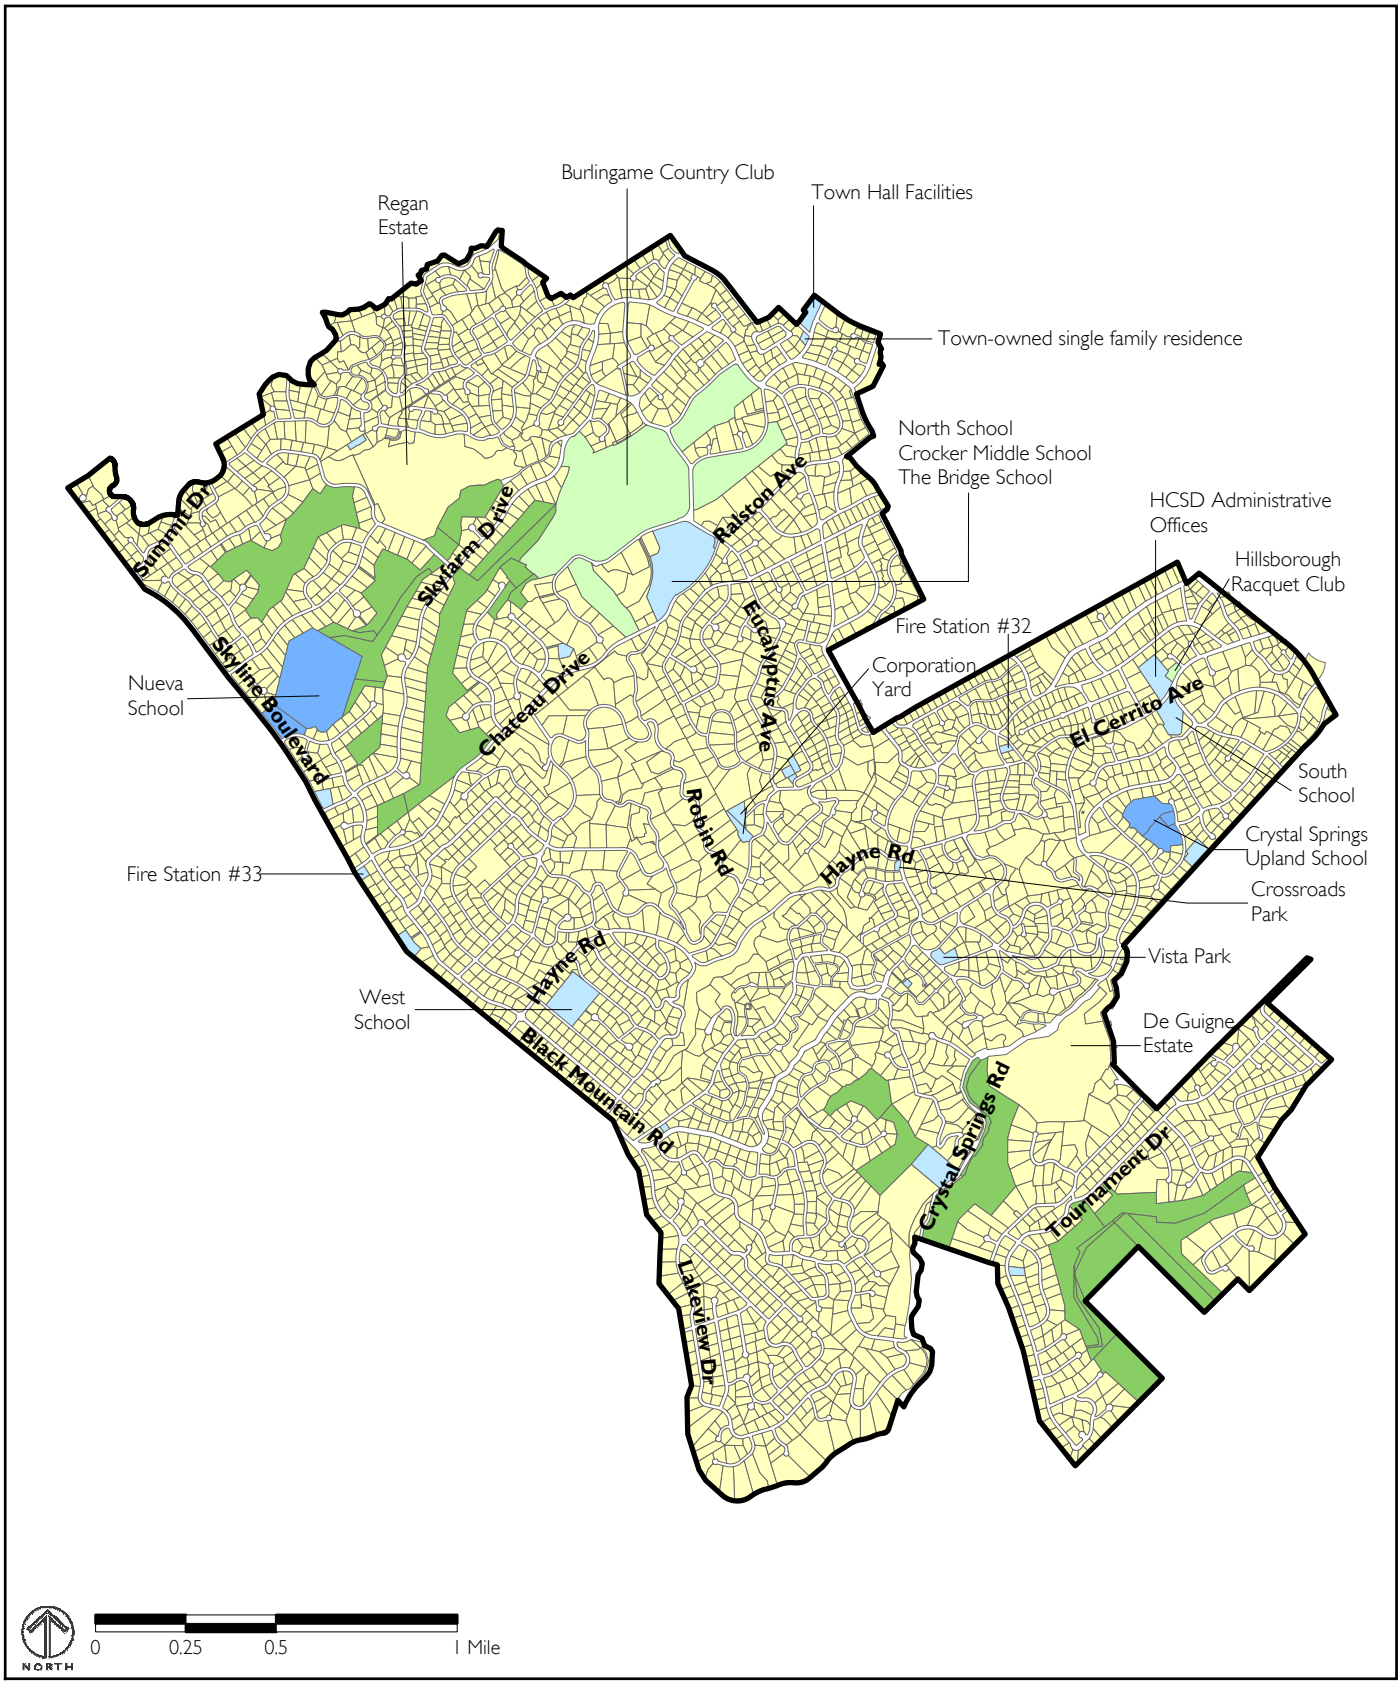 Burlingame Country Club
Town Hall Facilities
Regan
Estate
Town-owned single family residence
North School
Crocker Middle School
The Bridge School
HCSD Administrative
Offices
Hillsborough
Racquet Club
Summit Dr
Skyfarm Drive
Ralston Ave
Eucalyptus Ave
Fire Station #32
Corporation
Yard
Nueva
School
Skyline Boulevard
Chateau Drive
El Cerrito Ave
South
School
Robin Rd
Hayne Rd
Crystal Springs
Upland School
Fire Station #33
Crossroads
Park
Hayne Rd
Vista Park
West
School
De Guigne
Estate
Black Mountain Rd
Crystal Springs Rd
Tournament Dr
Lakeview Dr
NORTH
0 0.25 0.5 1 Mile